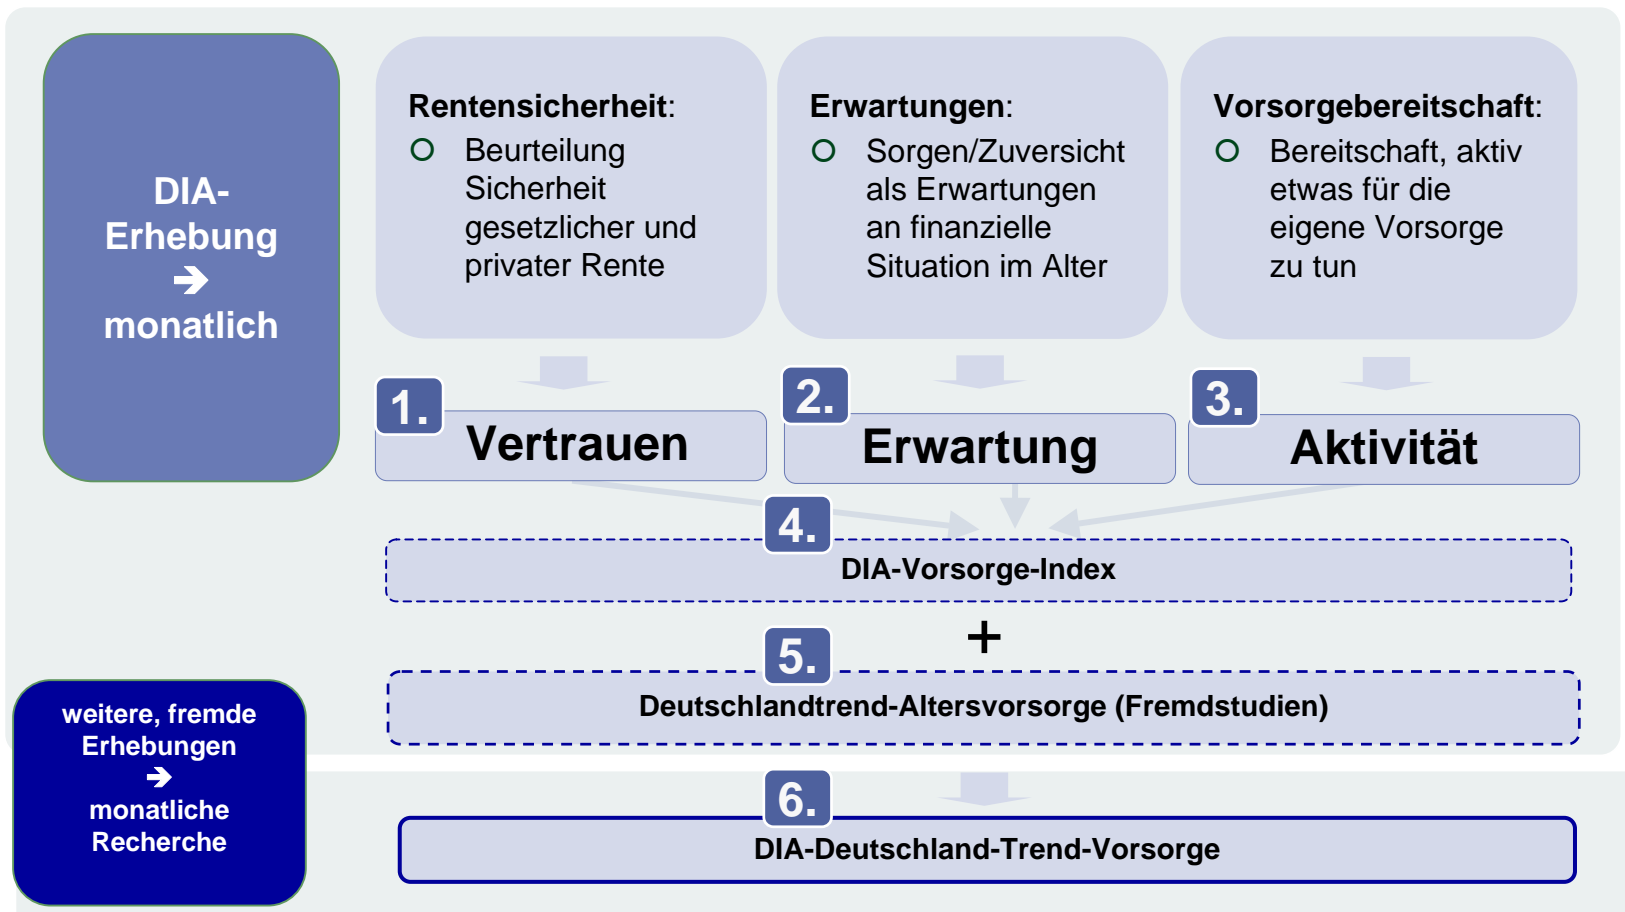 DIA-
Erhebung
➔
monatlich
Rentensicherheit:
Beurteilung
Sicherheit
gesetzlicher und
privater Rente
Erwartungen:
Sorgen/Zuversicht
als Erwartungen
an finanzielle
Situation im Alter
Vorsorgebereitschaft:
Bereitschaft, aktiv
etwas für die
eigene Vorsorge
zu tun
1.
Vertrauen
2.
Erwartung
3.
Aktivität
4.
DIA-Vorsorge-Index
+
5.
Deutschlandtrend-Altersvorsorge (Fremdstudien)
weitere, fremde
Erhebungen
➔
monatliche
Recherche
6.
DIA-Deutschland-Trend-Vorsorge